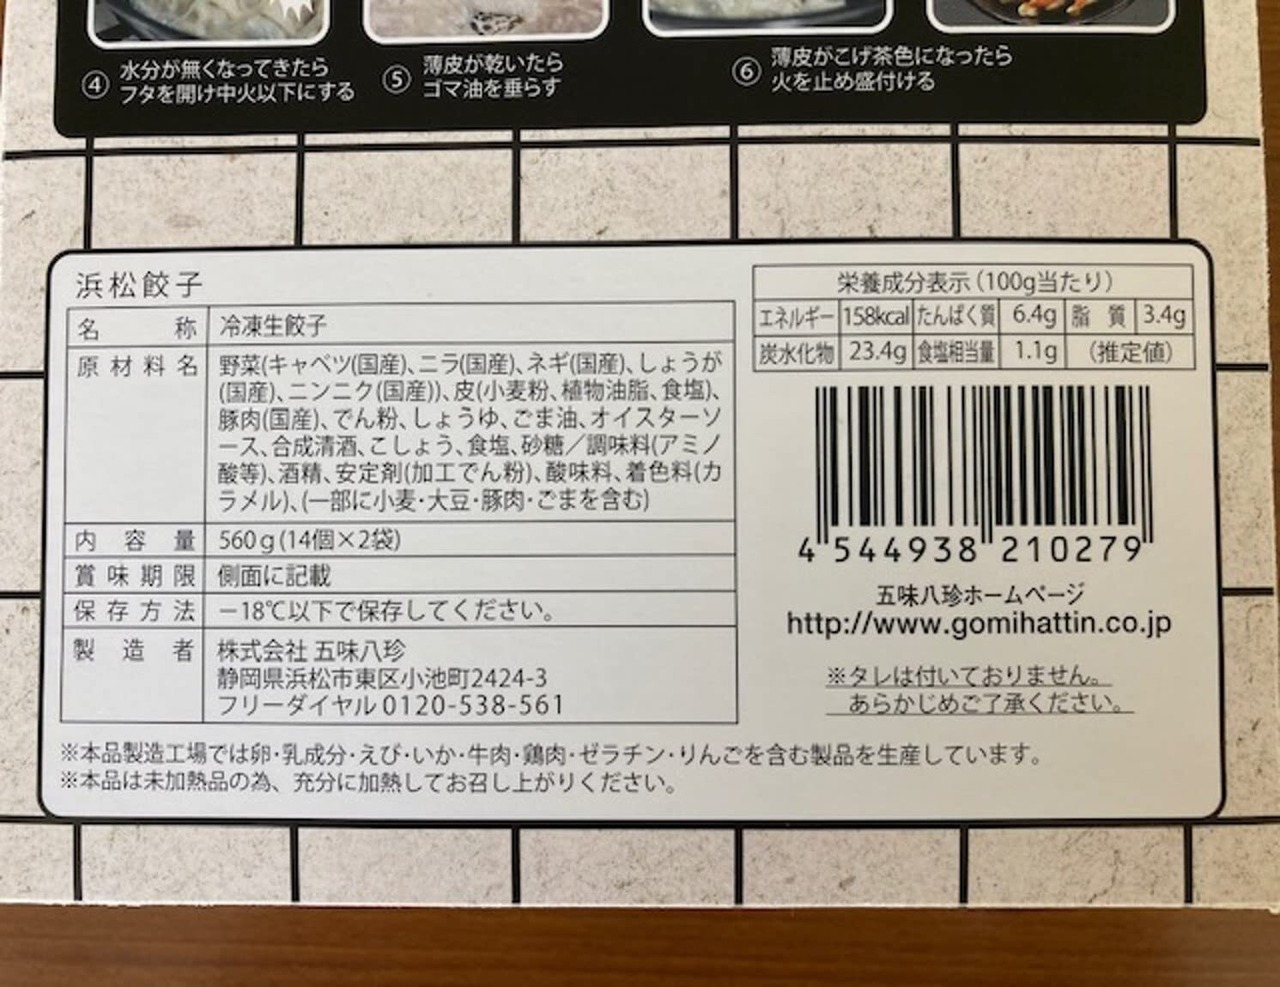 ④ 水分が無くなってきたら
フタを開け中火以下にする
⑤ 薄皮が乾いたら
ゴマ油を垂らす
⑥ 薄皮がこげ茶色になったら
火を止め盛付ける
浜松餃子
名称 冷凍生餃子
原材料名 野菜(キャベツ(国産)、ニラ(国産)、ネギ(国産)、しょうが
(国産)、ニンニク(国産))、皮(小麦粉、植物油脂、食塩)、
豚肉(国産)、でん粉、しょうゆ、ごま油、オイスターソ
ース、合成清酒、こしょう、食塩、砂糖／調味料(アミノ
酸等)、酒精、安定剤(加工でん粉)、酸味料、着色料(カ
ラメル)、(一部に小麦・大豆・豚肉・ごまを含む)
内容量 560g(14個×2袋)
賞味期限 側面に記載
保存方法 －18℃以下で保存してください。
製造者 株式会社 五味八珍
静岡県浜松市東区小池町2424-3
フリーダイヤル 0120-538-561
栄養成分表示(100g当たり)
エネルギー 158kcal たんぱく質 6.4g 脂質 3.4g
炭水化物 23.4g 食塩相当量 1.1g (推定値)
4 544938 210279
五味八珍ホームページ
http://www.gomihattin.co.jp
※タレは付いておりません。
あらかじめご了承ください。
※本品製造工場では卵・乳成分・えび・いか・牛肉・鶏肉・ゼラチン・りんごを含む製品を生産しています。
※本品は未加熱品の為、充分に加熱してお召し上がりください。